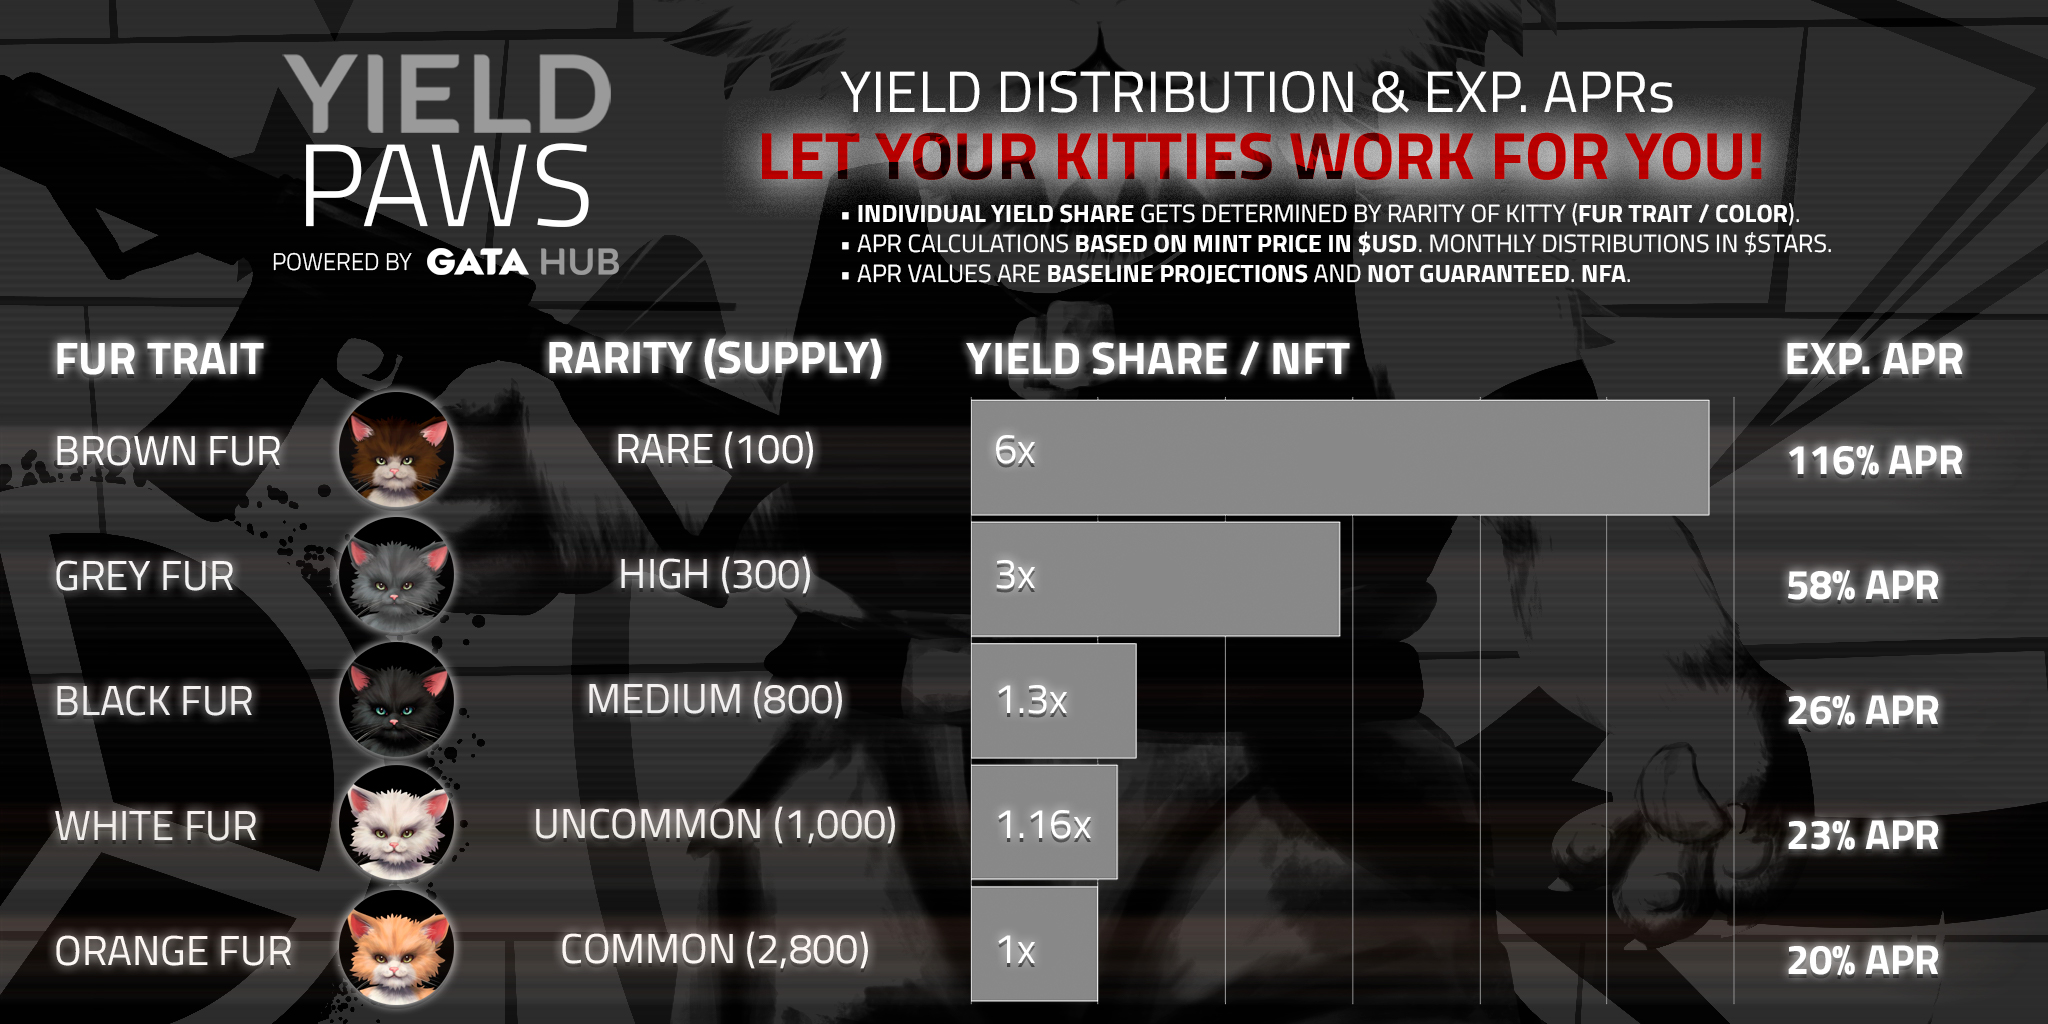 YIELD
PAWS
POWERED BY GATA HUB
YIELD DISTRIBUTION & EXP. APRs
LET YOUR KITTIES WORK FOR YOU!
▪ INDIVIDUAL YIELD SHARE GETS DETERMINED BY RARITY OF KITTY (FUR TRAIT / COLOR).
▪ APR CALCULATIONS BASED ON MINT PRICE IN $USD. MONTHLY DISTRIBUTIONS IN $STARS.
▪ APR VALUES ARE BASELINE PROJECTIONS AND NOT GUARANTEED. NFA.
FUR TRAIT RARITY (SUPPLY) YIELD SHARE / NFT EXP. APR
BROWN FUR RARE (100) 6x 116% APR
GREY FUR HIGH (300) 3x 58% APR
BLACK FUR MEDIUM (800) 1.3x 26% APR
WHITE FUR UNCOMMON (1,000) 1.16x 23% APR
ORANGE FUR COMMON (2,800) 1x 20% APR